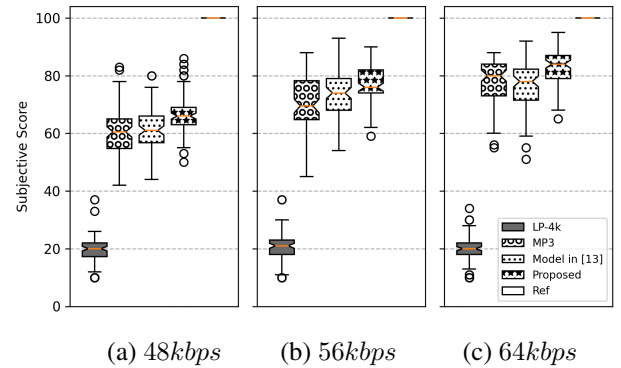 100
80
60
40
20
0
Subjective Score
LP-4k
MP3
Model in [13]
Proposed
Ref
(a) 48kbps (b) 56kbps (c) 64kbps